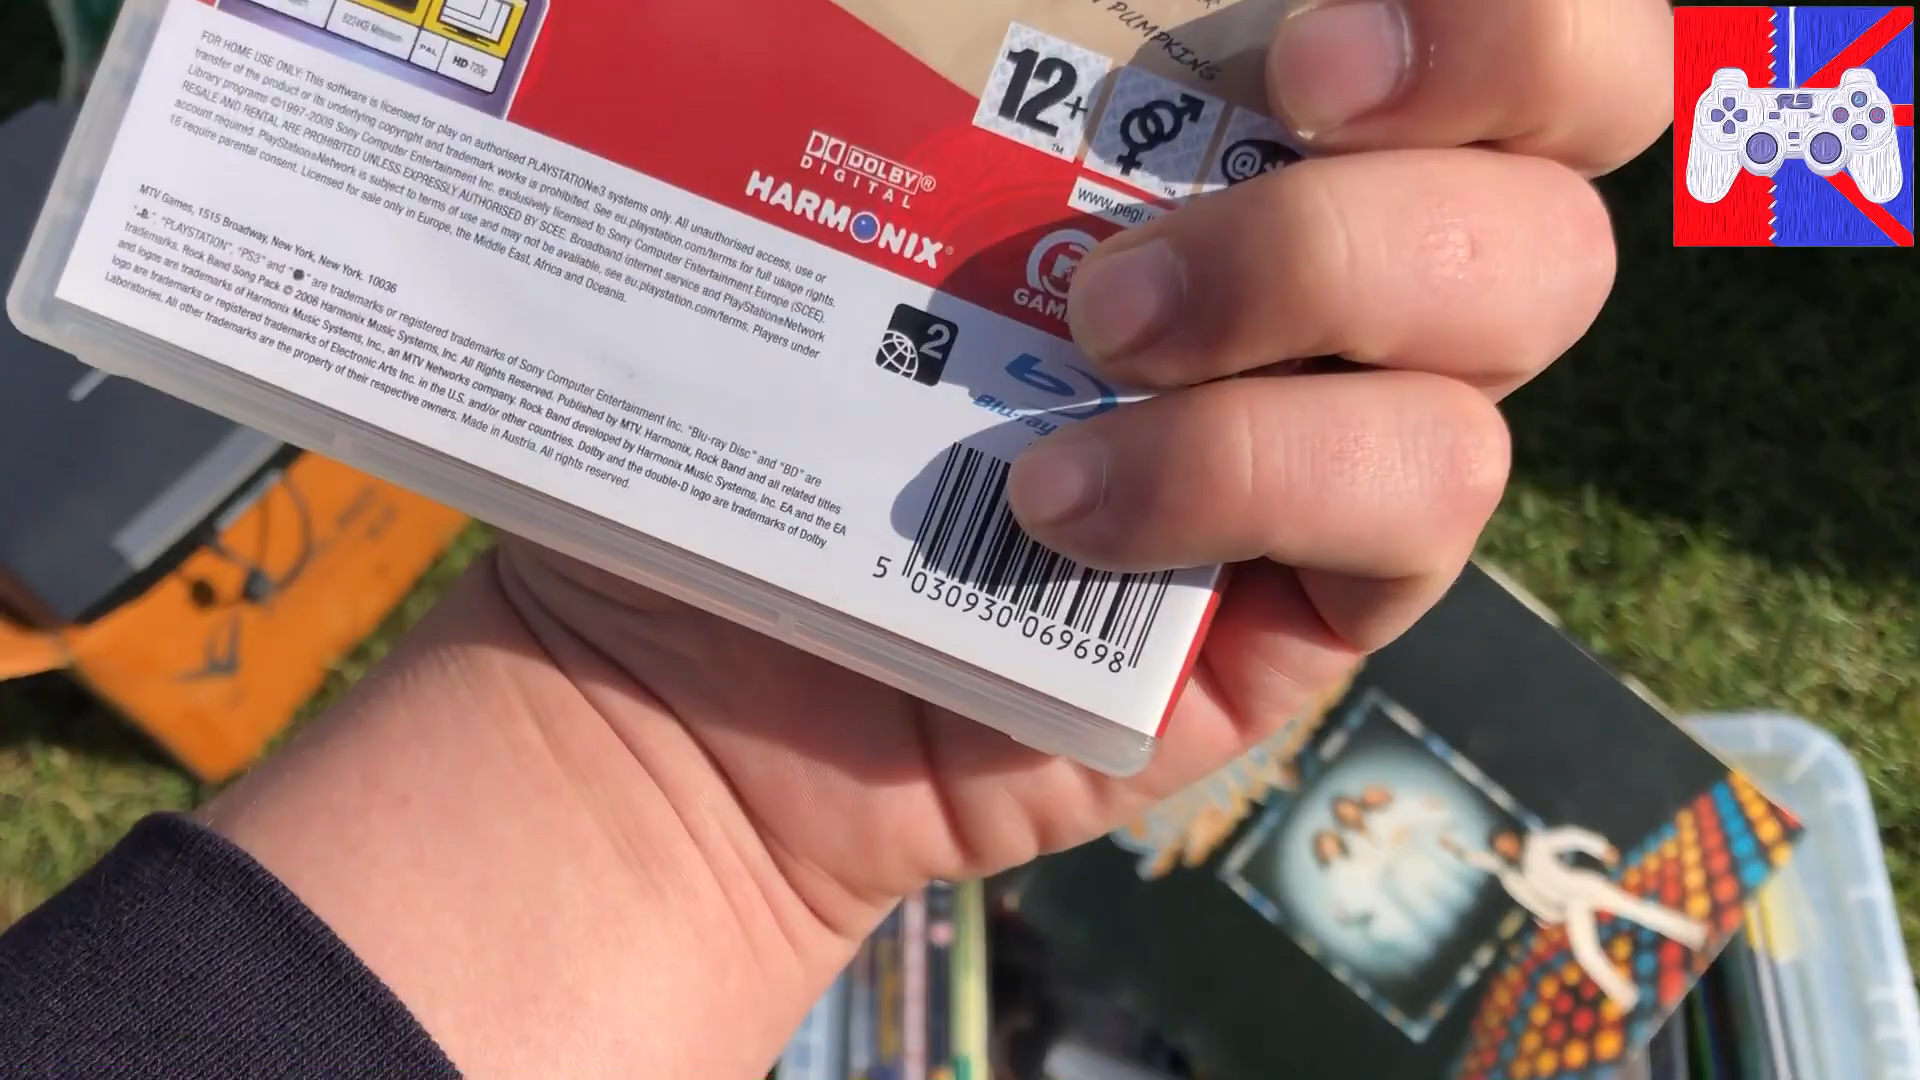 8224KB Minimum
PAL
HD 720p
PUMPKINS
12+
TM
TM
DOLBY®
DIGITAL
HARMONIX®
www.pegi.i
GAM
2
Blu-ray
FOR HOME USE ONLY: This software is licensed for play on authorised PLAYSTATION®3 systems only. All unauthorised access, use or
transfer of the product or its underlying copyright and trademark works is prohibited. See eu.playstation.com/terms for full usage rights.
Library programs ©1997-2009 Sony Computer Entertainment Inc. exclusively licensed to Sony Computer Entertainment Europe (SCEE).
RESALE AND RENTAL ARE PROHIBITED UNLESS EXPRESSLY AUTHORISED BY SCEE. Broadband internet service and PlayStation®Network
account required. PlayStation®Network is subject to terms of use and may not be available, see eu.playstation.com/terms. Players under
18 require parental consent. Licensed for sale only in Europe, the Middle East, Africa and Oceania.
MTV Games, 1515 Broadway, New York, New York. 10036
", "PLAYSTATION", "PS3" and " " are trademarks or registered trademarks of Sony Computer Entertainment Inc. "Blu-ray Disc" and "BD" are
trademarks. Rock Band Song Pack © 2008 Harmonix Music Systems, Inc. All Rights Reserved. Published by MTV. Harmonix, Rock Band and all related titles
and logos are trademarks of Harmonix Music Systems, Inc., an MTV Networks company. Rock Band developed by Harmonix Music Systems, Inc. EA and the EA
logo are trademarks or registered trademarks of Electronic Arts Inc. in the U.S. and/or other countries. Dolby and the double-D logo are trademarks of Dolby
Laboratories. All other trademarks are the property of their respective owners. Made in Austria. All rights reserved.
5 030930 069698
RS